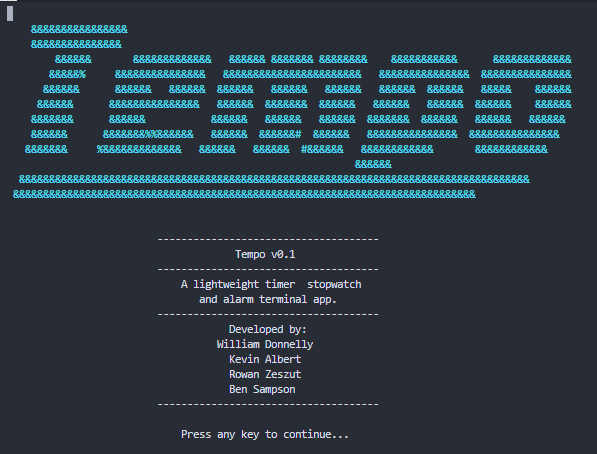 Tempo
------------------------------------
Tempo v0.1
------------------------------------
A lightweight timer  stopwatch
and alarm terminal app.
------------------------------------
Developed by:
William Donnelly
Kevin Albert
Rowan Zeszut
Ben Sampson
------------------------------------
Press any key to continue...